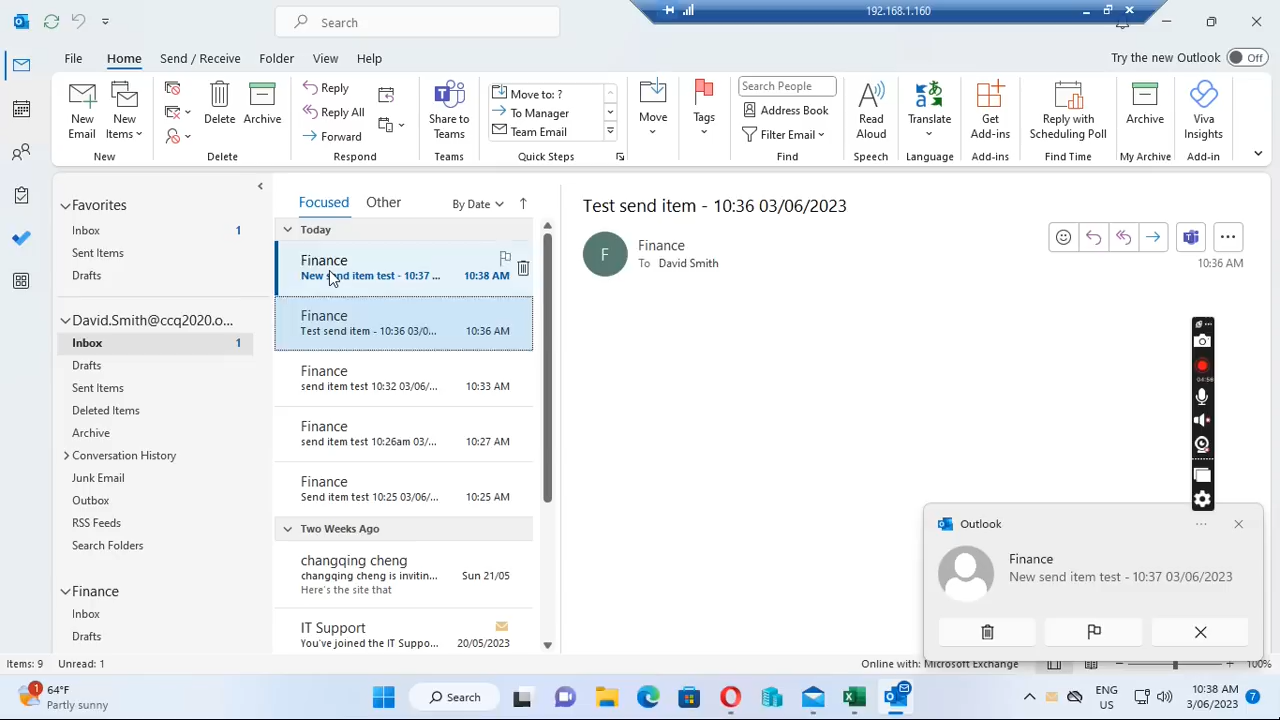 192.168.1.160
Search
File Home Send / Receive Folder View Help
Try the new Outlook Off
New Email
New Items
Delete
Archive
Reply
Reply All
Forward
Share to Teams
Move to: ?
To Manager
Team Email
Move
Tags
Search People
Address Book
Filter Email
Read Aloud
Translate
Get Add-ins
Reply with Scheduling Poll
Archive
Viva Insights
New Delete Respond Teams Quick Steps Find Speech Language Add-ins Find Time My Archive Add-in
Favorites
Inbox 1
Sent Items
Drafts
David.Smith@ccq2020.o...
Inbox 1
Drafts
Sent Items
Deleted Items
Archive
Conversation History
Junk Email
Outbox
RSS Feeds
Search Folders
Finance
Inbox
Drafts
Focused Other By Date
Today
Finance
New send item test - 10:37 ... 10:38 AM
Finance
Test send item - 10:36 03/0... 10:36 AM
Finance
send item test 10:32 03/06/... 10:33 AM
Finance
send item test 10:26am 03/... 10:27 AM
Finance
Send item test 10:25 03/06/... 10:25 AM
Two Weeks Ago
changqing cheng
changqing cheng is invitin... Sun 21/05
Here's the site that
IT Support
You've joined the IT Suppo... 20/05/2023
Test send item - 10:36 03/06/2023
F
Finance
To David Smith
10:36 AM
04:58
Outlook
Finance
New send item test - 10:37 03/06/2023
Items: 9 Unread: 1
Online with: Microsoft Exchange
100%
1
64°F
Partly sunny
Search
ENG
US
10:38 AM
3/06/2023
7